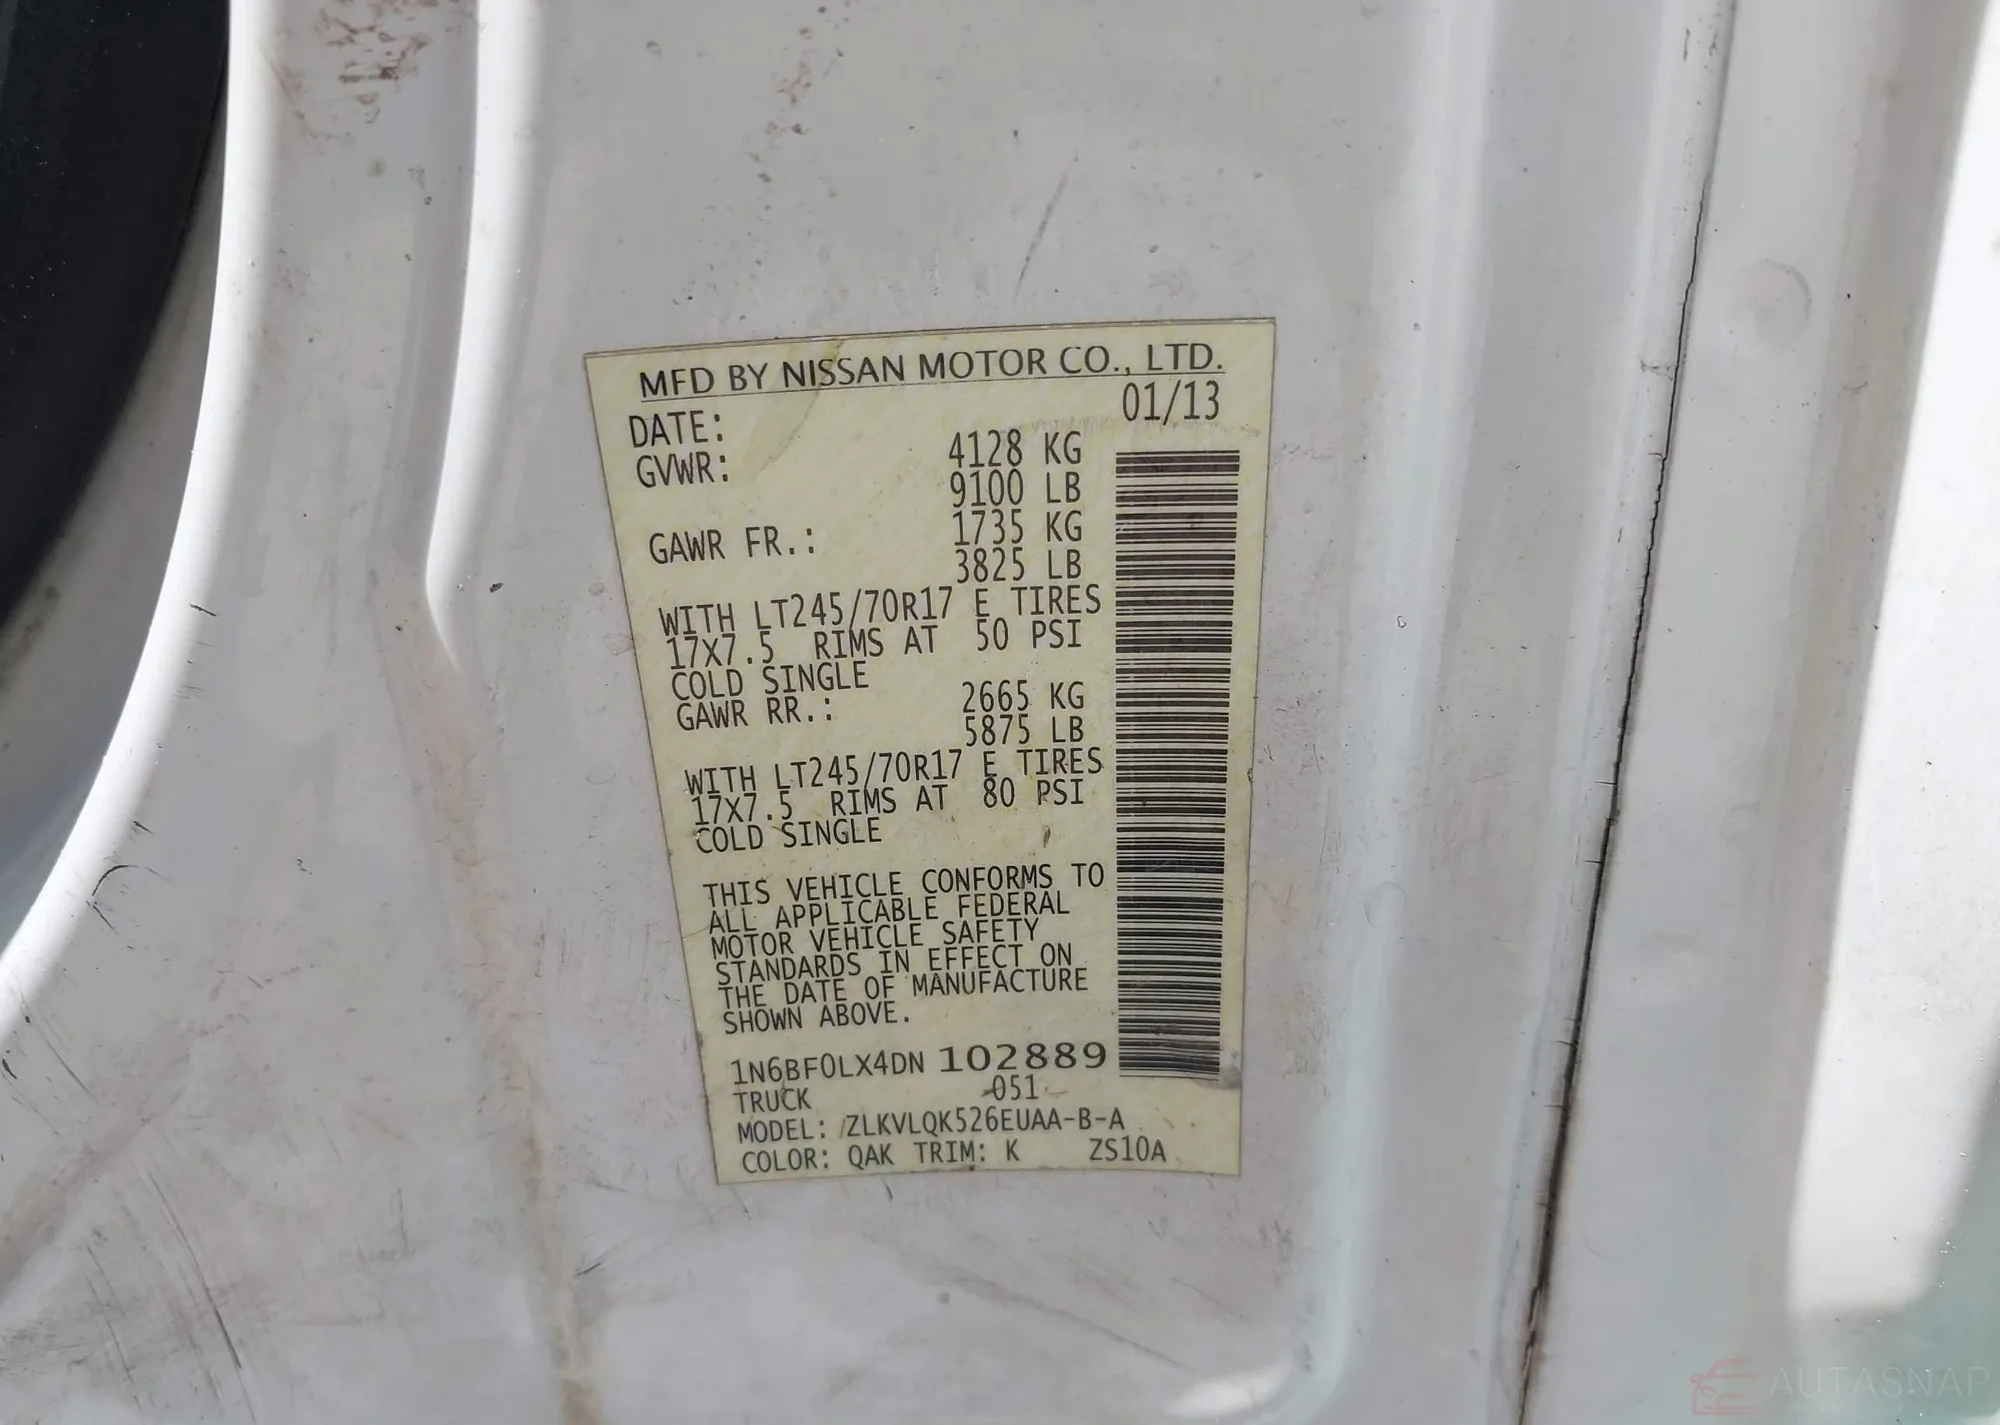 MFD BY NISSAN MOTOR CO., LTD.
DATE: 01/13
GVWR: 4128 KG
9100 LB
GAWR FR.: 1735 KG
3825 LB
WITH LT245/70R17 E TIRES
17X7.5 RIMS AT 50 PSI
COLD SINGLE
GAWR RR.: 2665 KG
5875 LB
WITH LT245/70R17 E TIRES
17X7.5 RIMS AT 80 PSI
COLD SINGLE
THIS VEHICLE CONFORMS TO
ALL APPLICABLE FEDERAL
MOTOR VEHICLE SAFETY
STANDARDS IN EFFECT ON
THE DATE OF MANUFACTURE
SHOWN ABOVE.
1N6BF0LX4DN 102889
TRUCK 051
MODEL: ZLKVLQK526EUAA-B-A
COLOR: QAK TRIM: K ZS10A
AUTASNAP